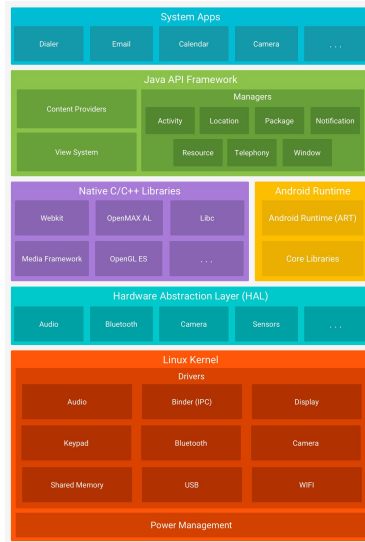 System Apps
Dialer
Email
Calendar
Camera
. . .
Java API Framework
Content Providers
View System
Managers
Activity
Location
Package
Notification
Resource
Telephony
Window
Native C/C++ Libraries
Webkit
OpenMAX AL
Libc
Media Framework
OpenGL ES
. . .
Android Runtime
Android Runtime (ART)
Core Libraries
Hardware Abstraction Layer (HAL)
Audio
Bluetooth
Camera
Sensors
. . .
Linux Kernel
Drivers
Audio
Binder (IPC)
Display
Keypad
Bluetooth
Camera
Shared Memory
USB
WIFI
Power Management